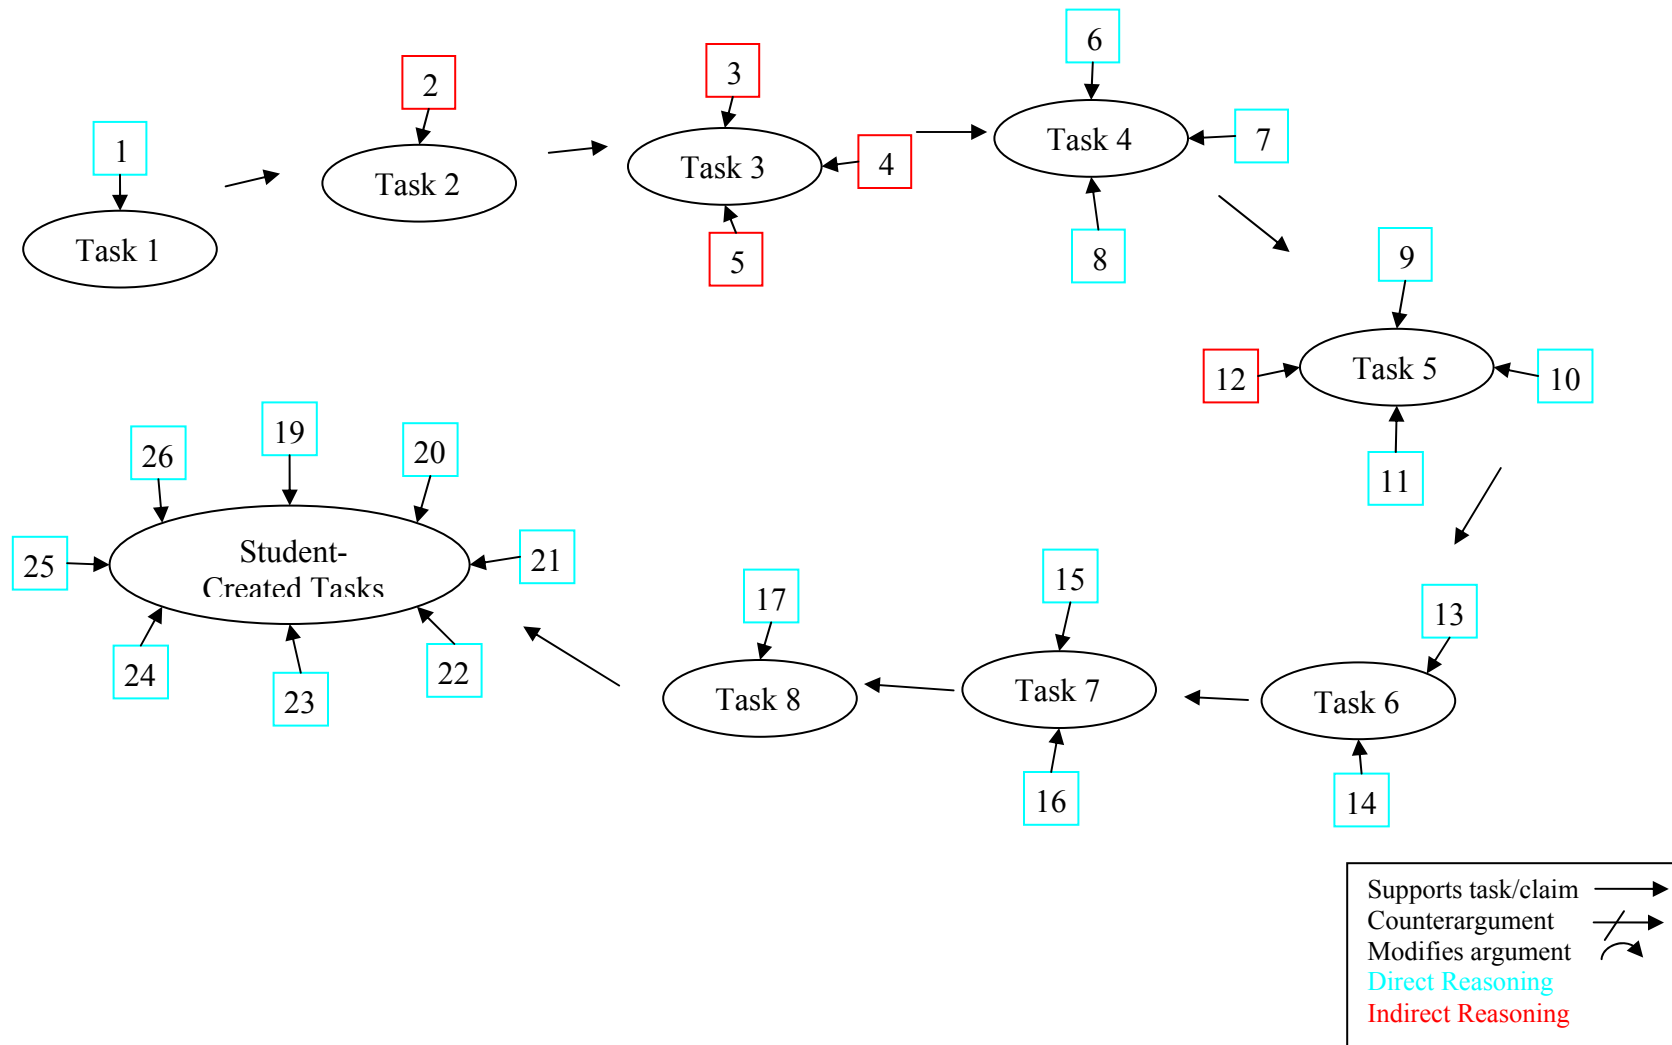 1
Task 1
2
Task 2
3
Task 3
4
5
6
Task 4
7
8
9
Task 5
10
11
12
13
Task 6
14
15
Task 7
16
17
Task 8
19
20
21
22
23
24
25
26
Student-
Created Tasks
Supports task/claim
Counterargument
Modifies argument
Direct Reasoning
Indirect Reasoning